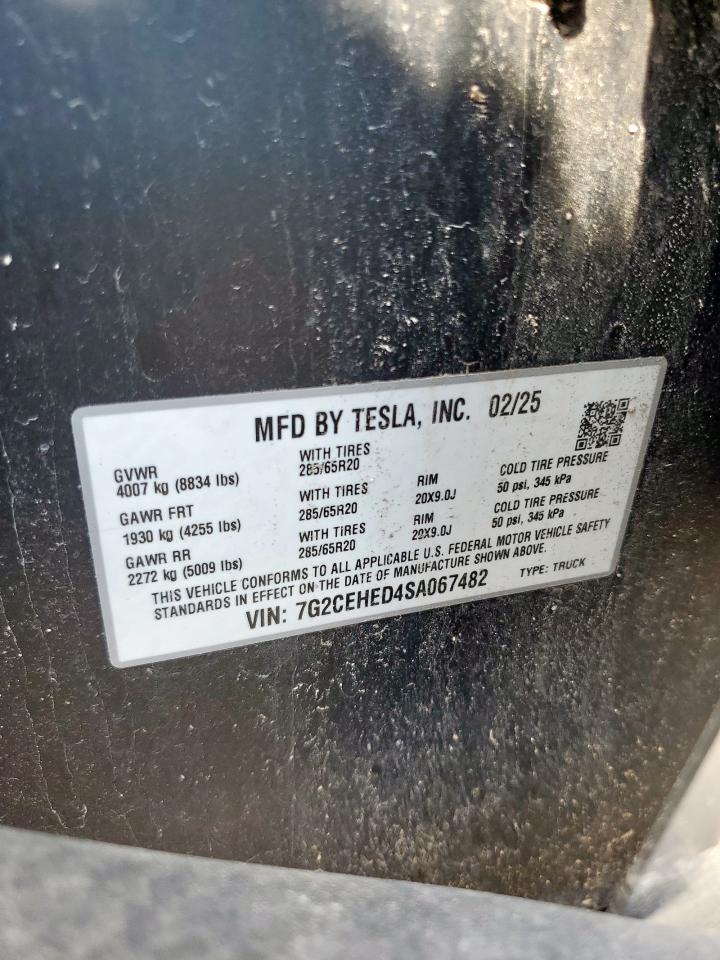 MFD BY TESLA, INC. 02/25
GVWR
4007 kg (8834 lbs)
WITH TIRES
285/65R20
GAWR FRT
1930 kg (4255 lbs)
WITH TIRES
285/65R20
RIM
20X9.0J
COLD TIRE PRESSURE
50 psi, 345 kPa
GAWR RR
2272 kg (5009 lbs)
WITH TIRES
285/65R20
RIM
20X9.0J
COLD TIRE PRESSURE
50 psi, 345 kPa
THIS VEHICLE CONFORMS TO ALL APPLICABLE U.S. FEDERAL MOTOR VEHICLE SAFETY
STANDARDS IN EFFECT ON THE DATE OF MANUFACTURE SHOWN ABOVE.
VIN: 7G2CEHED4SA067482 TYPE: TRUCK